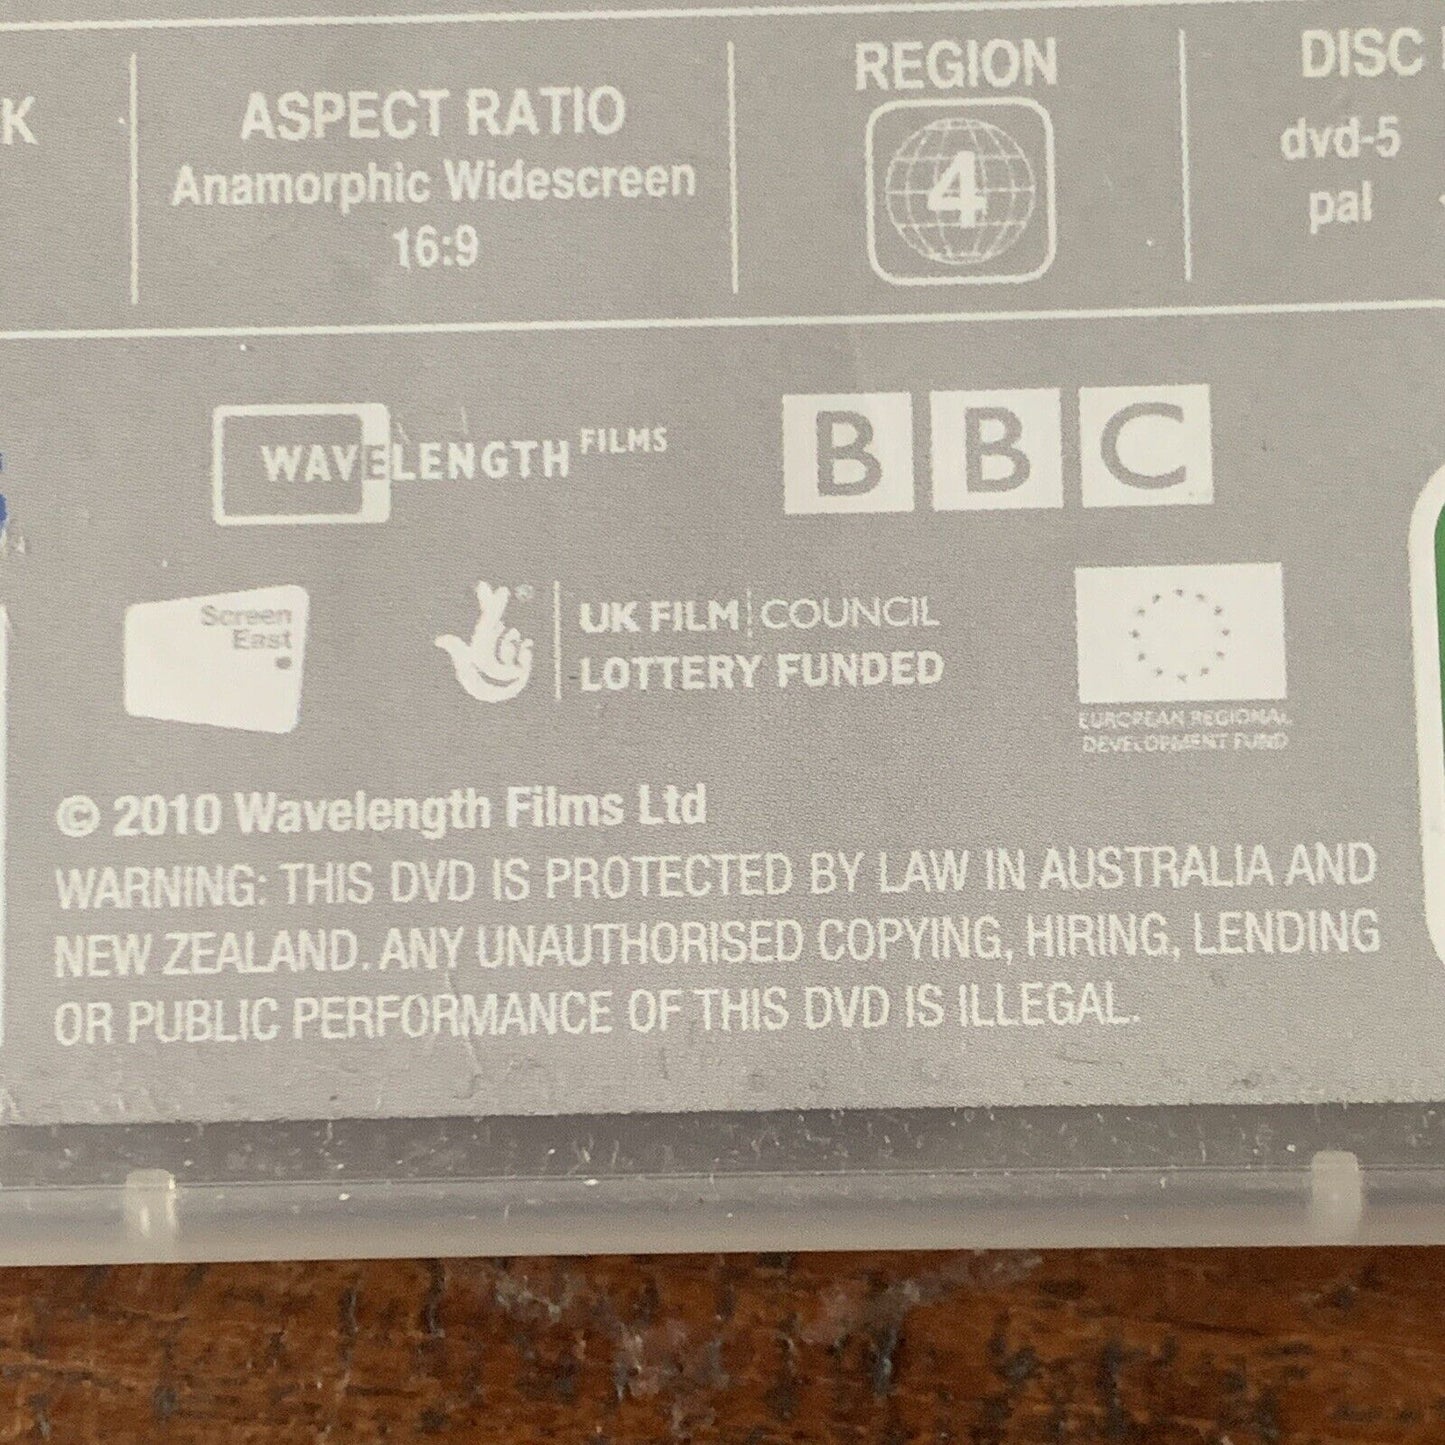 K
ASPECT RATIO
Anamorphic Widescreen
16:9
REGION
4
DISC
dvd-5
pal
WAVELENGTH FILMS
BBC
Screen
East
UK FILM COUNCIL
LOTTERY FUNDED
EUROPEAN REGIONAL
DEVELOPMENT FUND
© 2010 Wavelength Films Ltd
WARNING: THIS DVD IS PROTECTED BY LAW IN AUSTRALIA AND
NEW ZEALAND. ANY UNAUTHORISED COPYING, HIRING, LENDING
OR PUBLIC PERFORMANCE OF THIS DVD IS ILLEGAL.